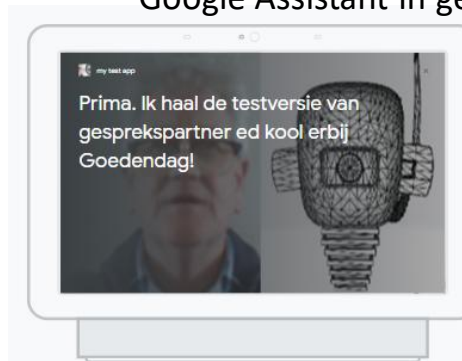 Google Assistant in ge
my test app
Prima. Ik haal de testversie van
gesprekspartner ed kool erbij
Goedendag!